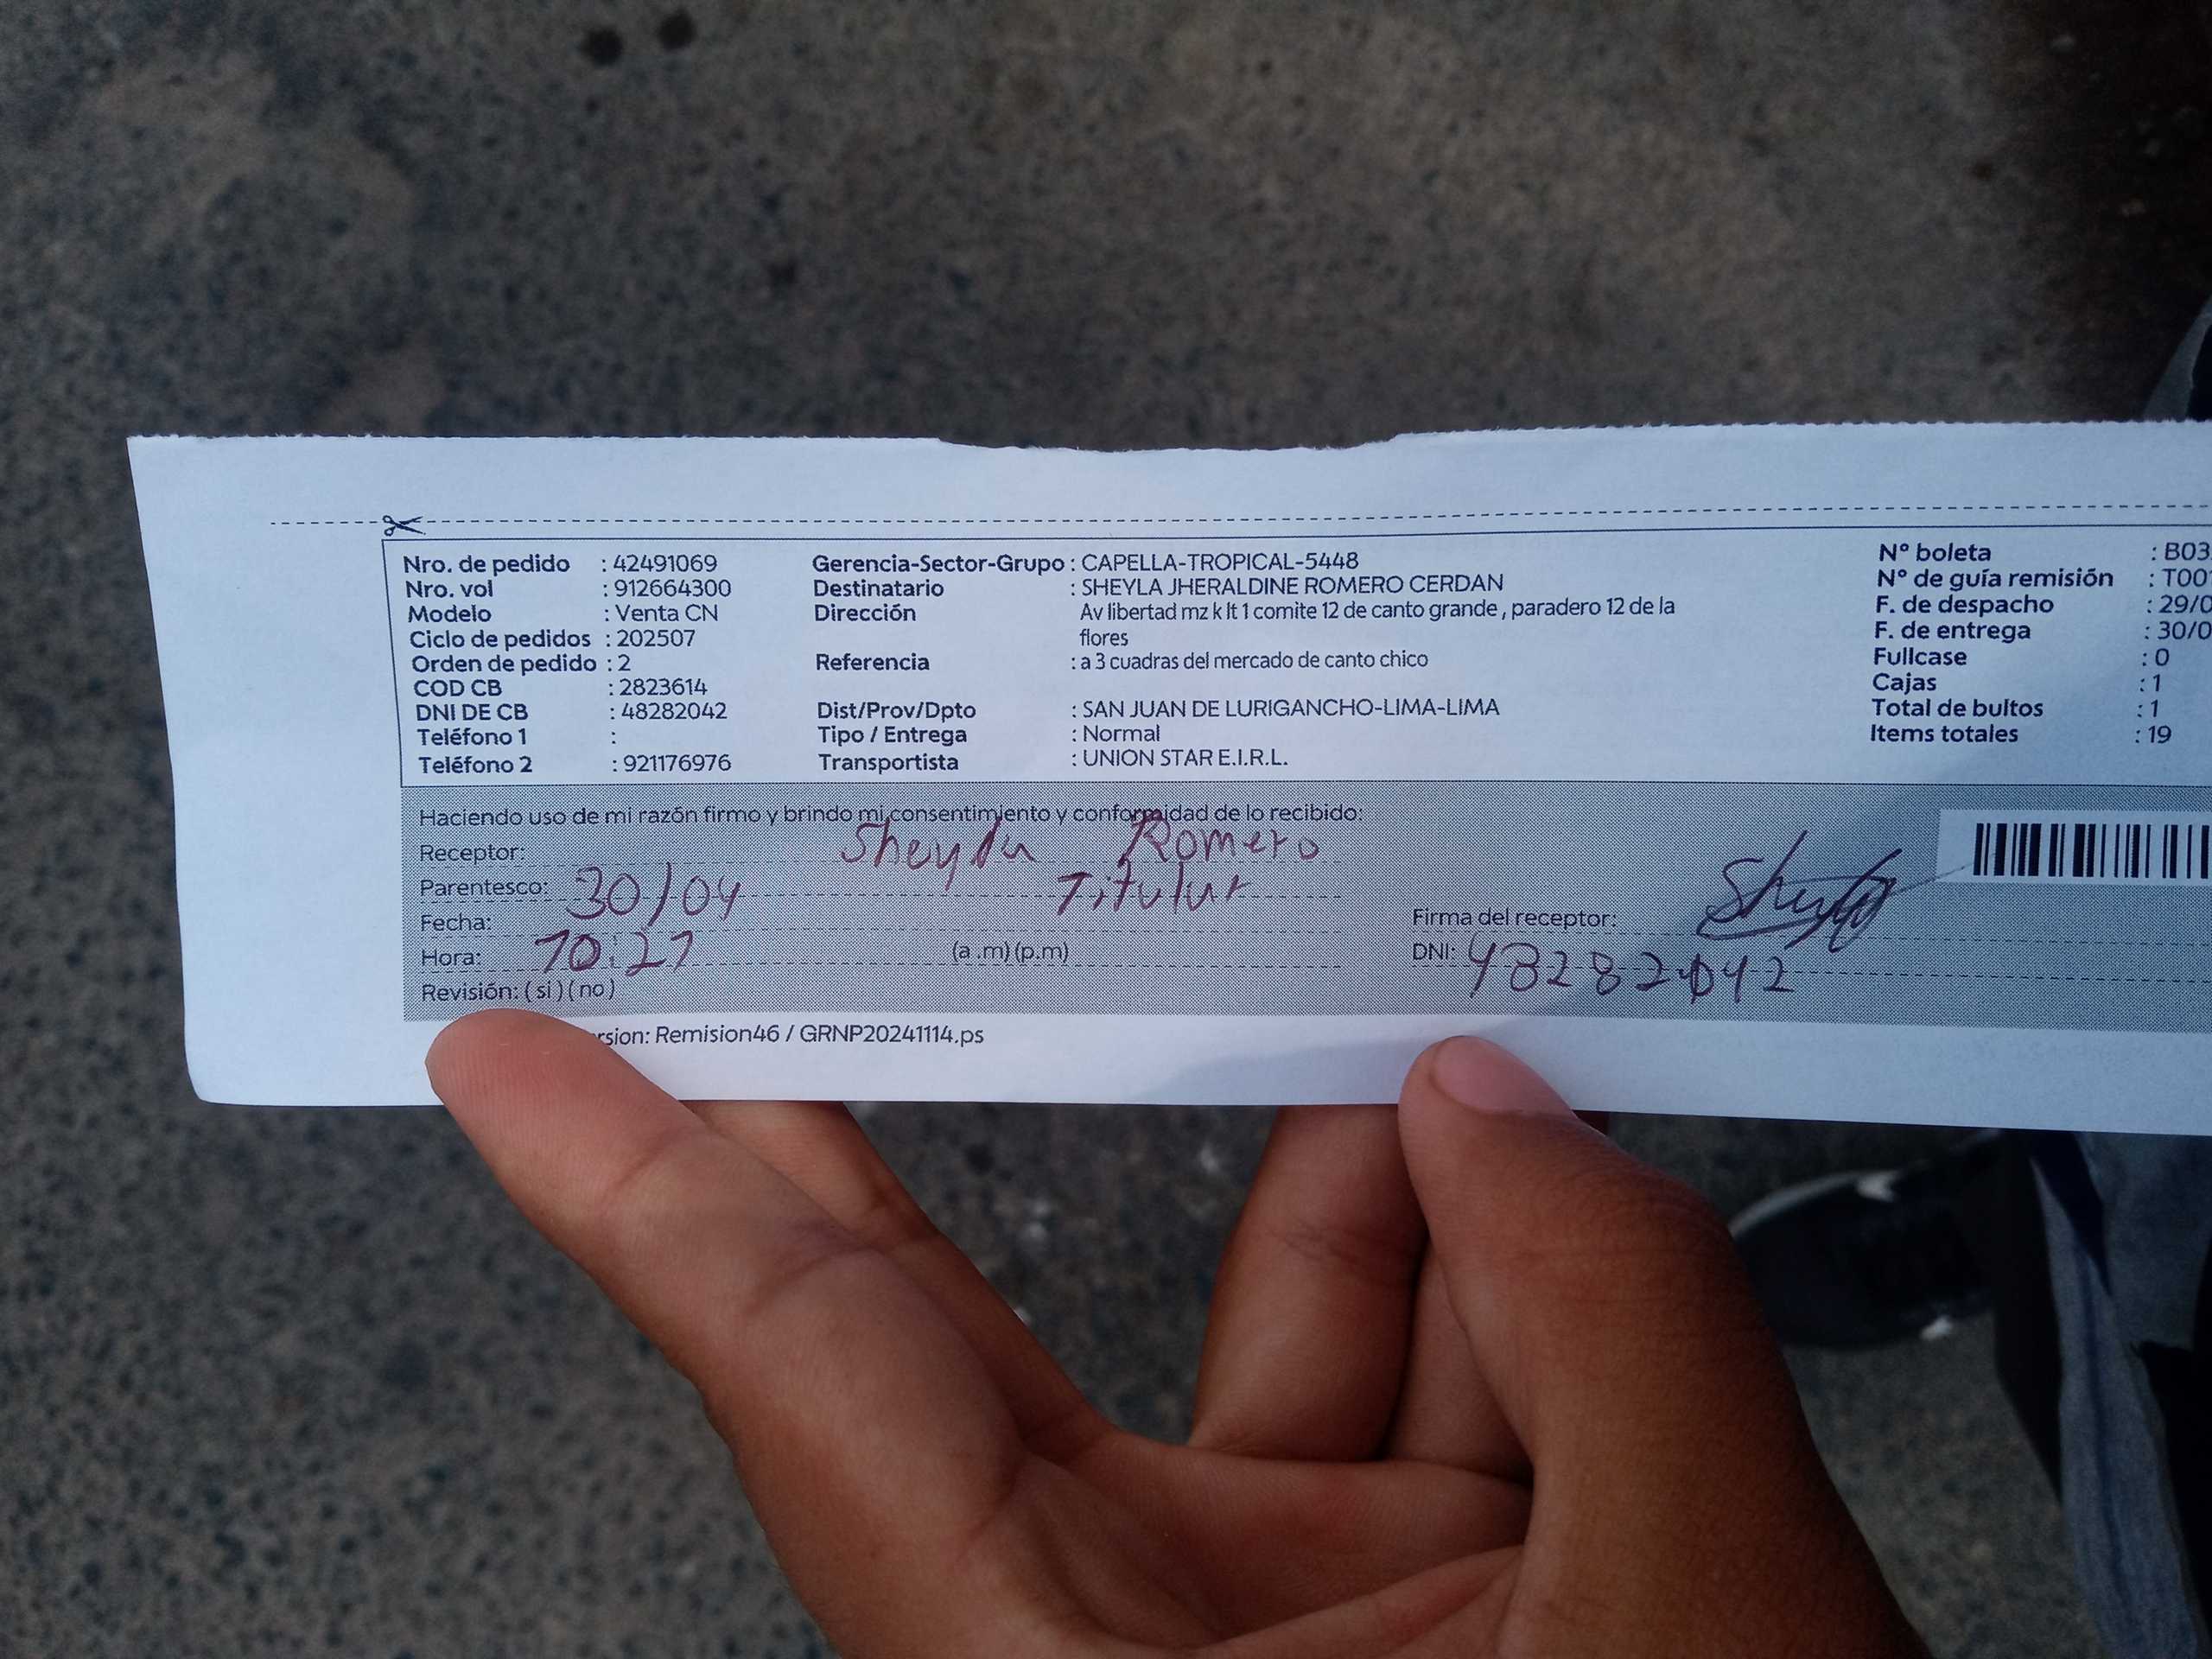 Nro. de pedido : 42491069 Gerencia-Sector-Grupo : CAPELLA-TROPICAL-5448 N° boleta : B03
Nro. vol : 912664300 Destinatario : SHEYLA JHERALDINE ROMERO CERDAN N° de guía remisión : T00
Modelo : Venta CN Dirección Av libertad mz k lt 1 comite 12 de canto grande , paradero 12 de la F. de despacho : 29/0
Ciclo de pedidos : 202507 flores F. de entrega : 30/0
Orden de pedido : 2 Referencia : a 3 cuadras del mercado de canto chico Fullcase : 0
COD CB : 2823614 Cajas : 1
DNI DE CB : 48282042 Dist/Prov/Dpto : SAN JUAN DE LURIGANCHO-LIMA-LIMA Total de bultos : 1
Teléfono 1 : Tipo / Entrega : Normal Items totales : 19
Teléfono 2 : 921176976 Transportista : UNION STAR E.I.R.L.
Haciendo uso de mi razón firmo y brindo mi consentimiento y conformidad de lo recibido:
Receptor: Sheyla Romero
Parentesco: Titular
Fecha: 30/04 Firma del receptor:
Hora: 10:27 (a .m) (p.m) DNI: 48282042
Revisión: ( si ) ( no )
rsion: Remision46 / GRNP20241114.ps